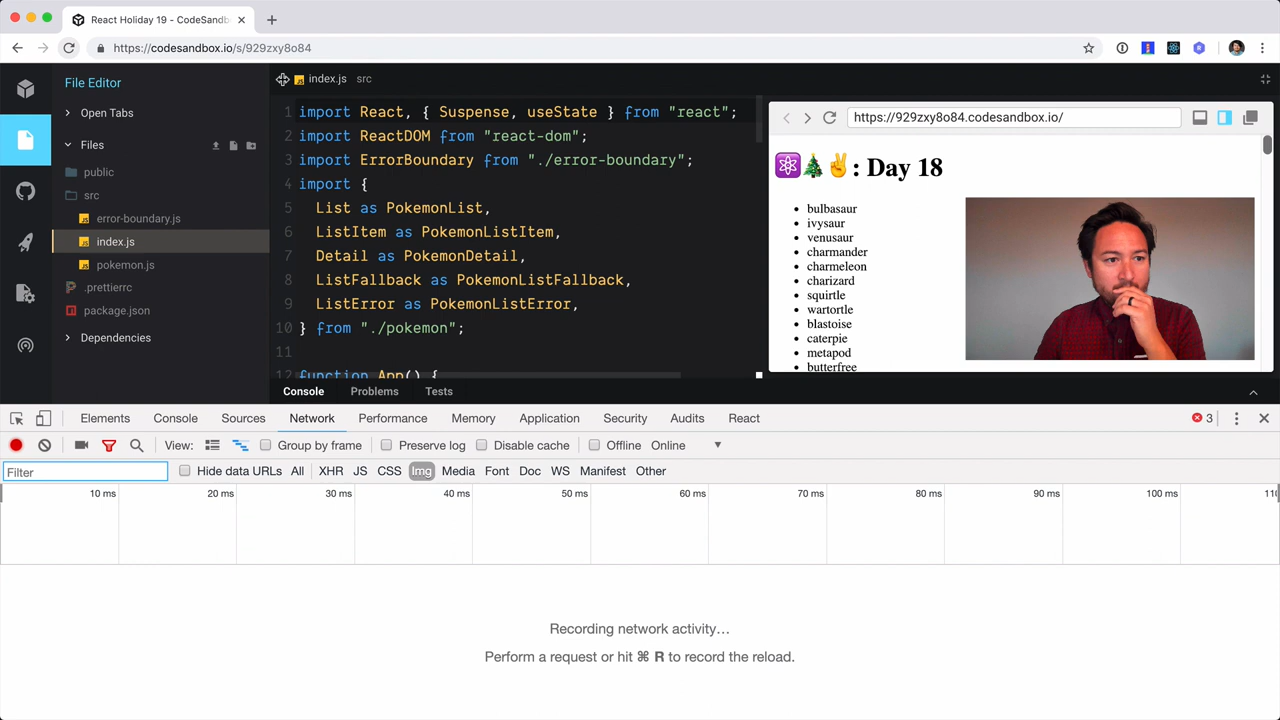 React Holiday 19 - CodeSandb
https://codesandbox.io/s/929zxy8o84
File Editor
Open Tabs
Files
public
src
error-boundary.js
index.js
pokemon.js
.prettierrc
package.json
Dependencies
index.js src
1 import React, { Suspense, useState } from "react";
2 import ReactDOM from "react-dom";
3 import ErrorBoundary from "./error-boundary";
4 import {
5 List as PokemonList,
6 ListItem as PokemonListItem,
7 Detail as PokemonDetail,
8 ListFallback as PokemonListFallback,
9 ListError as PokemonListError,
10 } from "./pokemon";
11
12 function App() {
https://929zxy8o84.codesandbox.io/
⚛️🎄✌️: Day 18
• bulbasaur
• ivysaur
• venusaur
• charmander
• charmeleon
• charizard
• squirtle
• wartortle
• blastoise
• caterpie
• metapod
• butterfree
Console Problems Tests
Elements Console Sources Network Performance Memory Application Security Audits React 3
View: Group by frame Preserve log Disable cache Offline Online
Filter Hide data URLs All XHR JS CSS Img Media Font Doc WS Manifest Other
10 ms 20 ms 30 ms 40 ms 50 ms 60 ms 70 ms 80 ms 90 ms 100 ms
Recording network activity…
Perform a request or hit ⌘ R to record the reload.